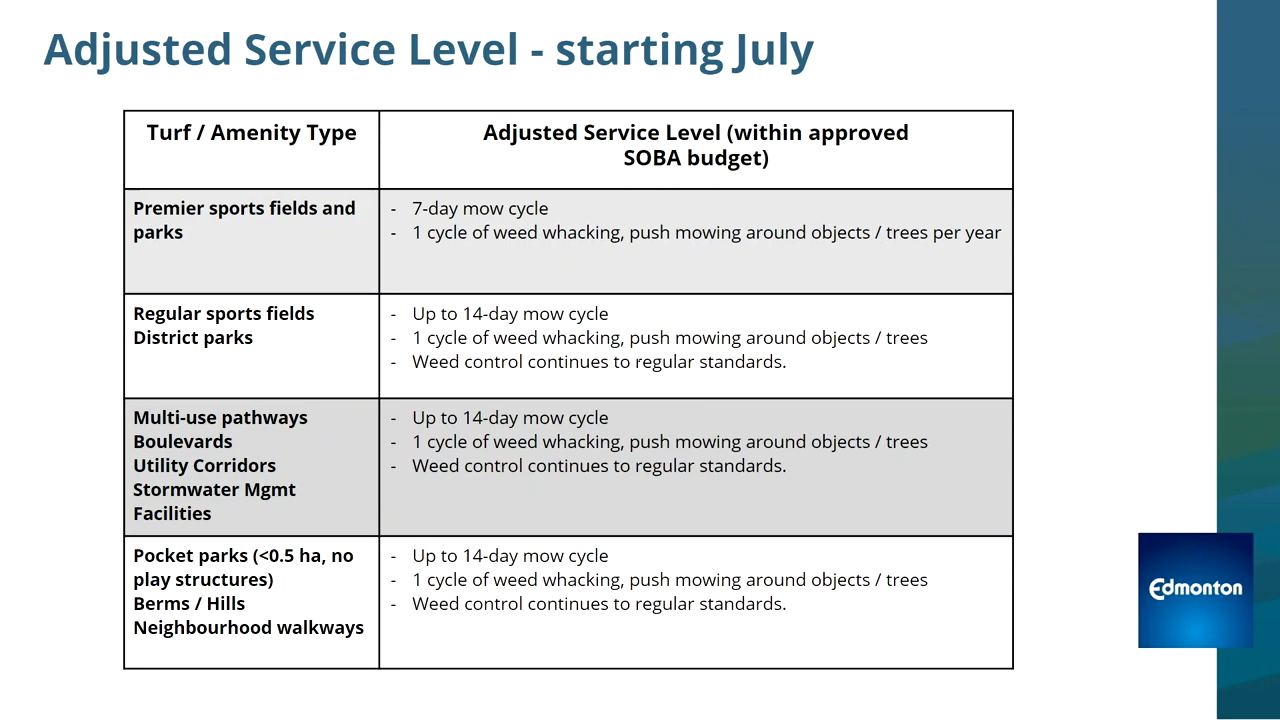 Adjusted Service Level - starting July
Turf / Amenity Type
Adjusted Service Level (within approved
SOBA budget)
Premier sports fields and
parks
- 7-day mow cycle
- 1 cycle of weed whacking, push mowing around objects / trees per year
Regular sports fields
District parks
- Up to 14-day mow cycle
- 1 cycle of weed whacking, push mowing around objects / trees
- Weed control continues to regular standards.
Multi-use pathways
Boulevards
Utility Corridors
Stormwater Mgmt
Facilities
- Up to 14-day mow cycle
- 1 cycle of weed whacking, push mowing around objects / trees
- Weed control continues to regular standards.
Pocket parks (<0.5 ha, no
play structures)
Berms / Hills
Neighbourhood walkways
- Up to 14-day mow cycle
- 1 cycle of weed whacking, push mowing around objects / trees
- Weed control continues to regular standards.
Edmonton